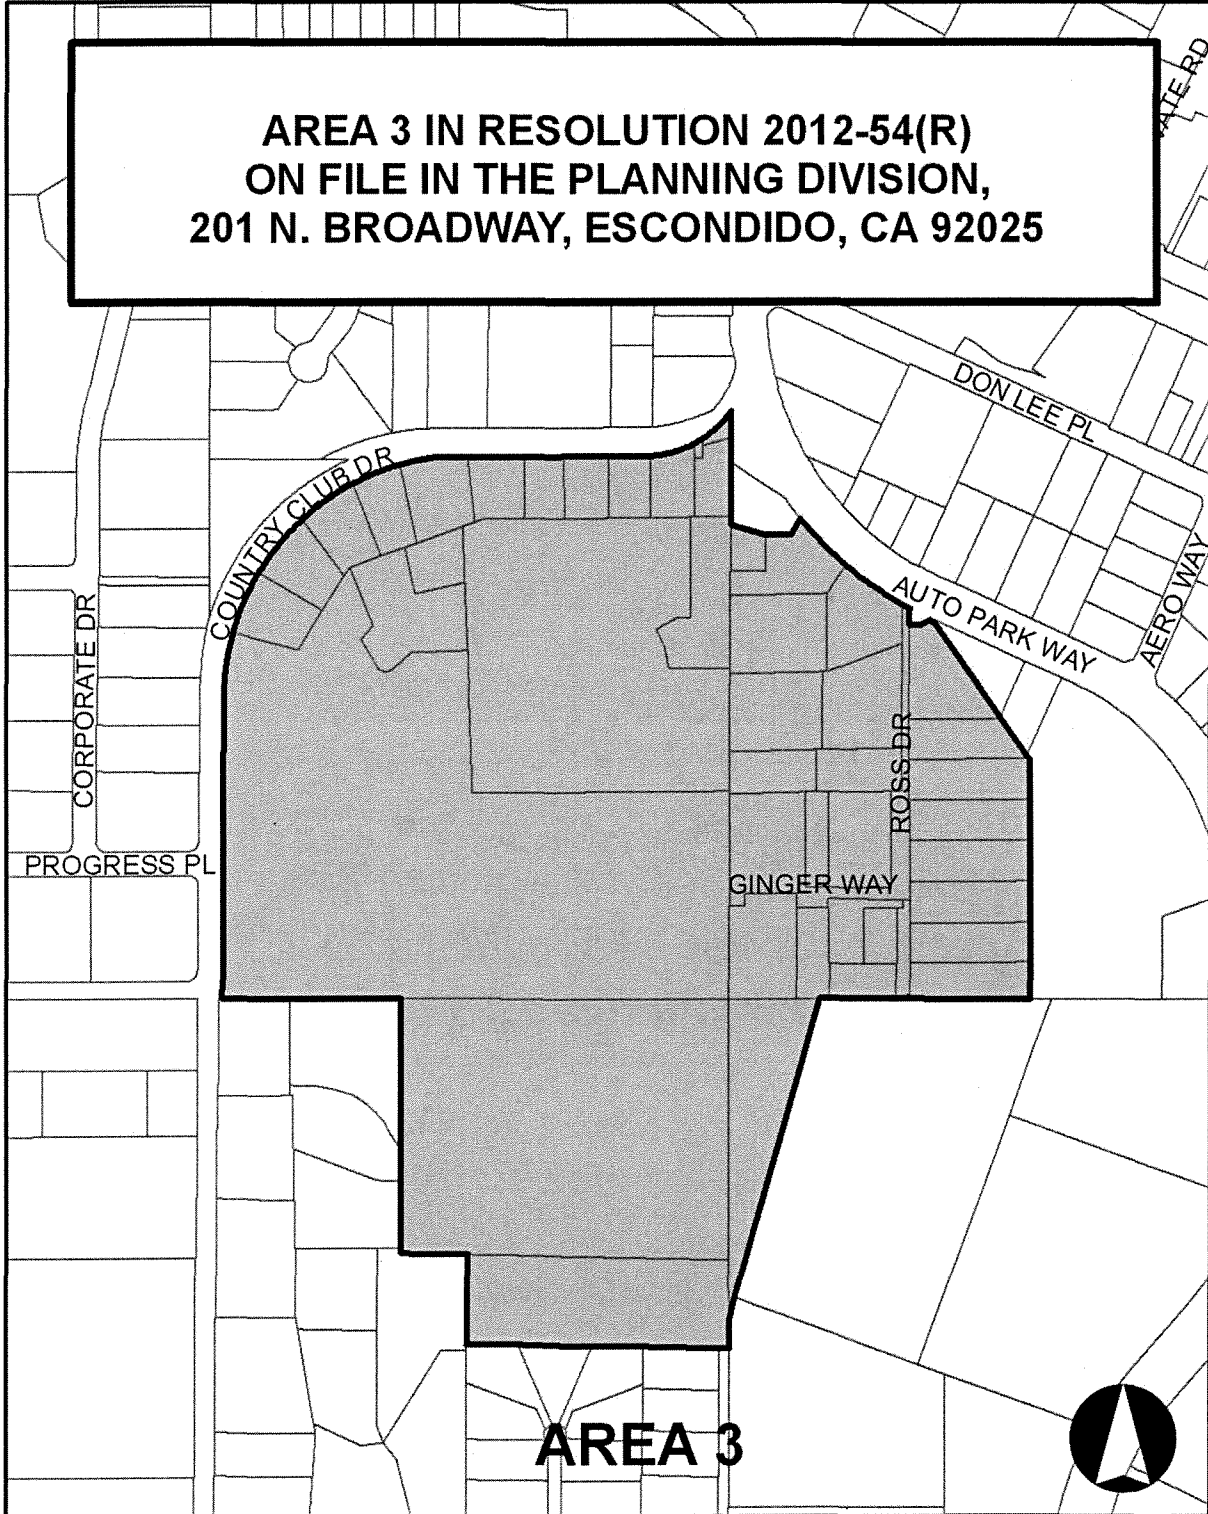 AREA 3 IN RESOLUTION 2012-54(R)
ON FILE IN THE PLANNING DIVISION,
201 N. BROADWAY, ESCONDIDO, CA 92025
RD
DON LEE PL
COUNTRY CLUB DR
AUTO PARK WAY
AERO WAY
CORPORATE DR
ROSS DR
PROGRESS PL
GINGER WAY
AREA 3